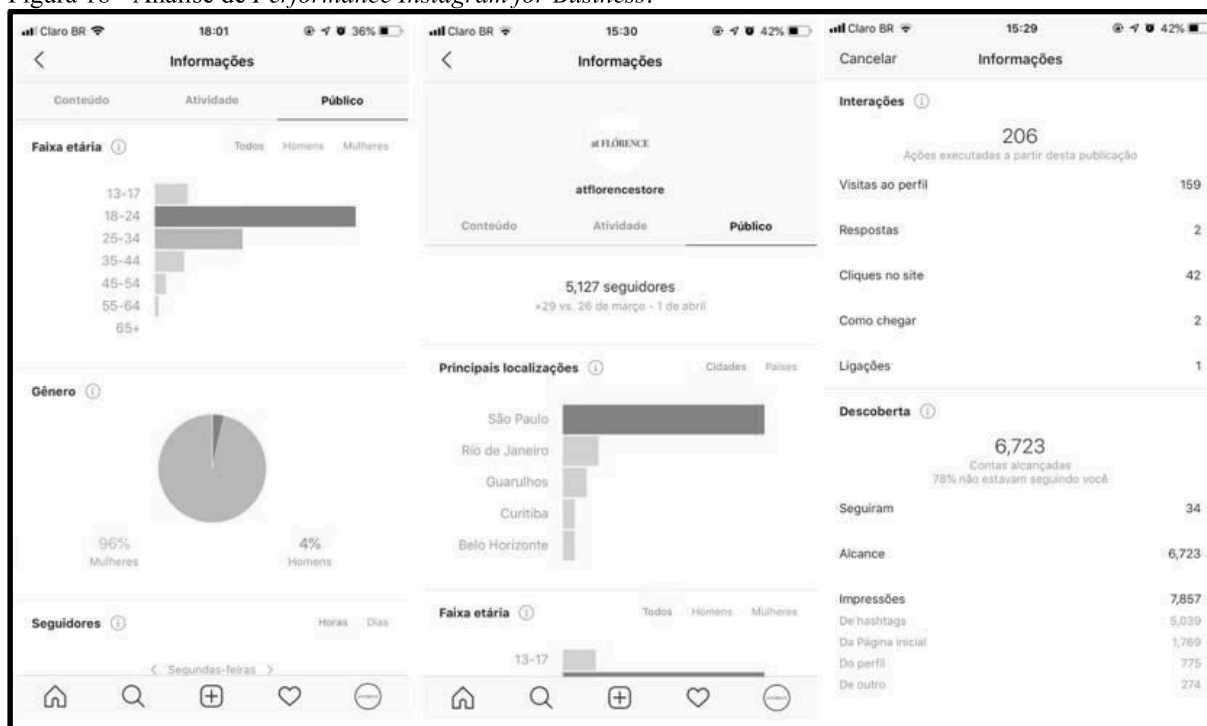 Figura 16 - Análise de Performance Instagram for Business.
Claro BR 18:01 36%
Informações
Conteúdo Atividade Público
Faixa etária Todos Homens Mulheres
13-17
18-24
25-34
35-44
45-54
55-64
65+
Gênero
96% 4%
Mulheres Homens
Seguidores Horas Dias
< Segundas-feiras >
Claro BR 15:30 42%
Informações
at FLÓRENCE
atflorencestore
Conteúdo Atividade Público
5,127 seguidores
+29 vs. 26 de março - 1 de abril
Principais localizações Cidades Países
São Paulo
Rio de Janeiro
Guarulhos
Curitiba
Belo Horizonte
Faixa etária Todos Homens Mulheres
13-17
Claro BR 15:29 42%
Cancelar Informações
Interações
206
Ações executadas a partir desta publicação
Visitas ao perfil 159
Respostas 2
Cliques no site 42
Como chegar 2
Ligações 1
Descoberta
6,723
Contas alcançadas
78% não estavam seguindo você
Seguiram 34
Alcance 6,723
Impressões 7,857
De hashtags 5,039
Da Página inicial 1,769
Do perfil 775
De outro 274